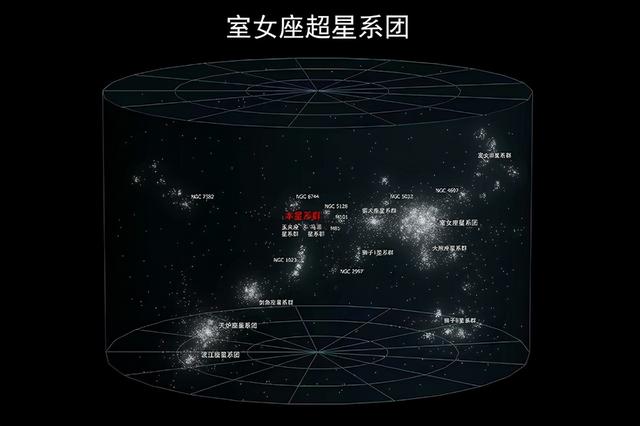 室女座超星系团
室女III星系群
NGC 7582
NGC 6744
NGC 5128
NGC 5033
NGC 4697
本星系群
M101
猎犬座星系群
室女座星系团
玉夫座
星系群
马菲
星系群
M81
大熊座星系群
狮子I星系群
NGC 1023
NGC 2997
剑鱼座星系群
天炉座星系团
波江座星系团
狮子II星系群